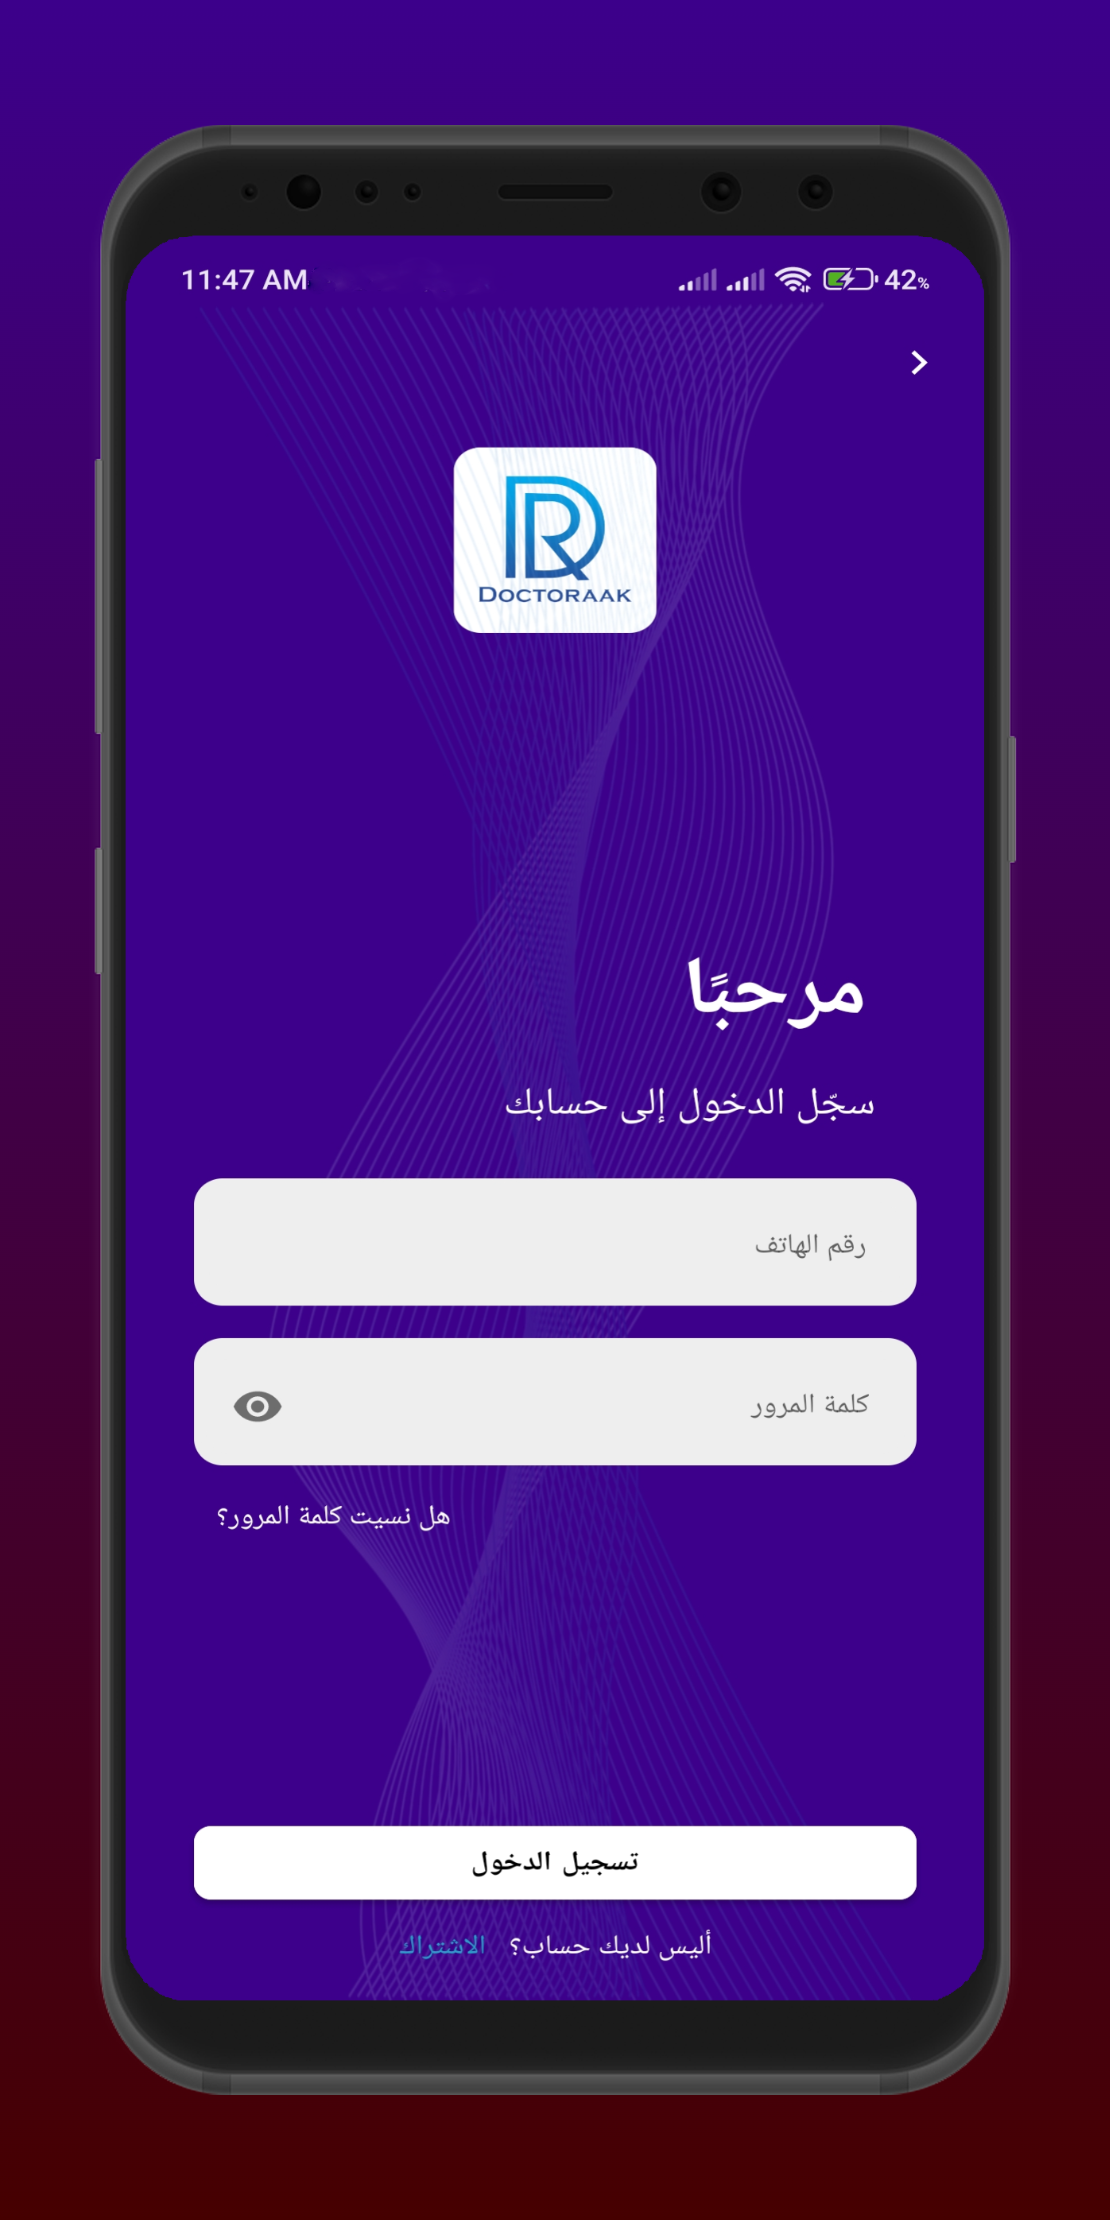 11:47 AM 42%
DOCTORAAK
مرحبًا
سجّل الدخول إلى حسابك
رقم الهاتف
كلمة المرور
هل نسيت كلمة المرور؟
تسجيل الدخول
أليس لديك حساب؟ الاشتراك